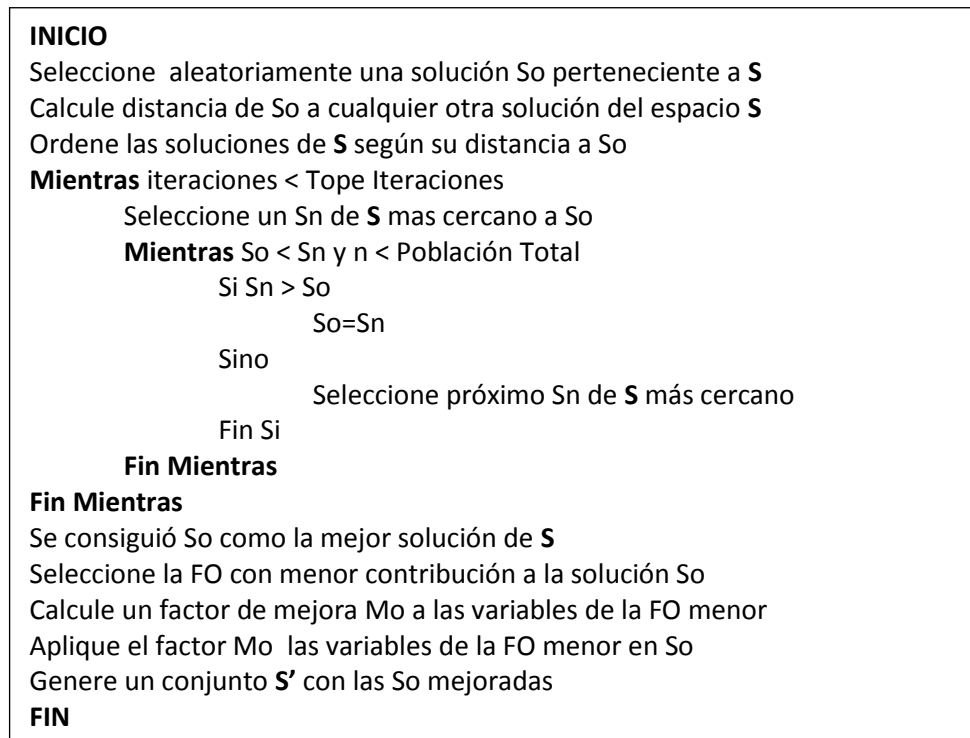 INICIO
Seleccione aleatoriamente una solución So perteneciente a S
Calcule distancia de So a cualquier otra solución del espacio S
Ordene las soluciones de S según su distancia a So
Mientras iteraciones < Tope Iteraciones
Seleccione un Sn de S mas cercano a So
Mientras So < Sn y n < Población Total
Si Sn > So
So=Sn
Sino
Seleccione próximo Sn de S más cercano
Fin Si
Fin Mientras
Fin Mientras
Se consiguió So como la mejor solución de S
Seleccione la FO con menor contribución a la solución So
Calcule un factor de mejora Mo a las variables de la FO menor
Aplique el factor Mo las variables de la FO menor en So
Genere un conjunto S’ con las So mejoradas
FIN